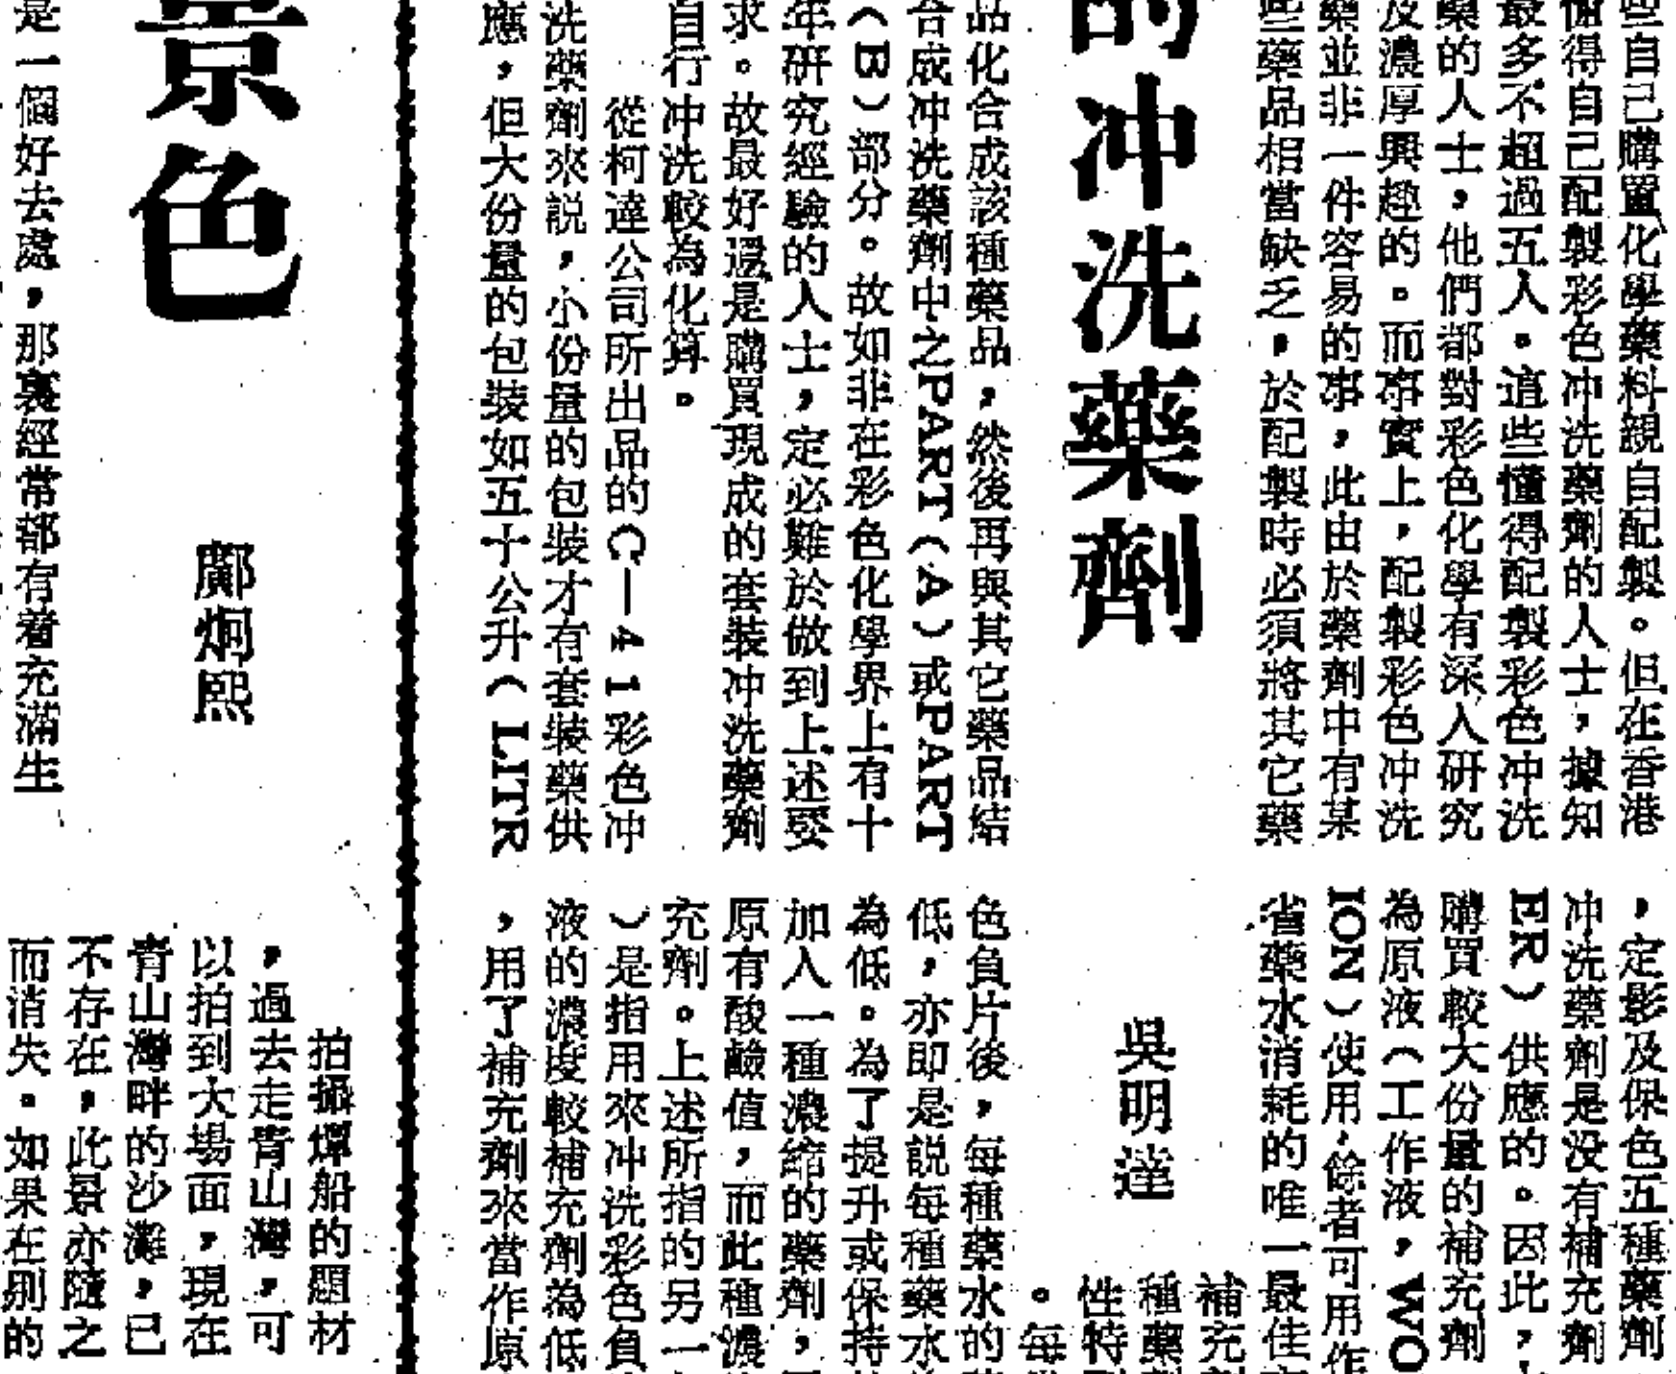 的冲洗藥劑
吳明達
些自己購置化學藥料親自配製。但在香港
懂得自己配製彩色冲洗藥劑的人士，據知
最多不超過五人。這些懂得配製彩色冲洗
藥的人士，他們都對彩色化學有深入研究
及濃厚興趣的。而事實上，配製彩色冲洗
藥並非一件容易的事，此由於藥劑中有某
些藥品相當缺乏，於配製時必須將其它藥
品化合成該種藥品，然後再與其它藥品結
合成冲洗藥劑中之PART（A）或PART
（B）部分。故如非在彩色化學界上有十
年研究經驗的人士，定必難於做到上述要
求。故最好還是購買現成的套裝冲洗藥劑
自行冲洗較為化算。
從柯達公司所出品的C—41彩色冲
洗藥劑來説，小份量的包裝才有套裝藥供
應，但大份量的包裝如五十公升（LITR
，定影及保色五種藥劑
冲洗藥劑是没有補充劑
ER）供應的。因此，
購買較大份量的補充劑
為原液（工作液，WO
ION）使用，餘者可用作
省藥水消耗的唯一最佳
補充
種藥
性特
。每
色負片後，每種藥水的
低，亦即是説每種藥水
為低。為了提升或保持
加入一種濃縮的藥劑，
原有酸鹼值，而此種濃
充劑。上述所指的另一
）是指用來冲洗彩色負
液的濃度較補充劑為低
，用了補充劑來當作原
景色
鄺炯熙
是一個好去處，那裏經常都有着充滿生
拍攝爛船的題材
，過去走青山灣，可
以拍到大場面，現在
青山灣畔的沙灘，已
不存在，此景亦隨之
而消失。如果在别的